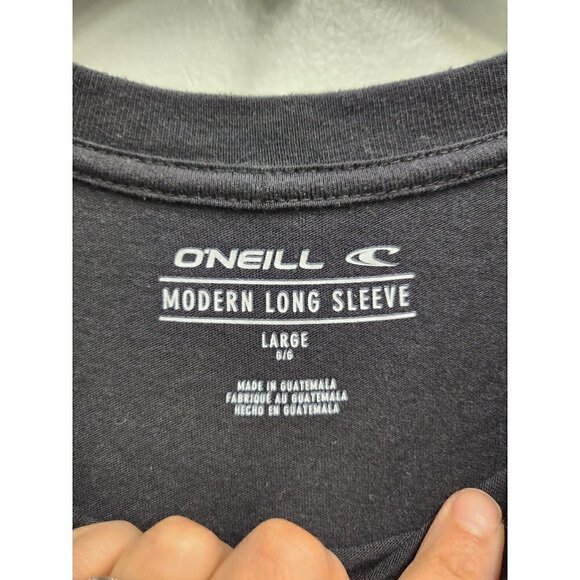 O'NEILL
MODERN LONG SLEEVE
LARGE
G/G
MADE IN GUATEMALA
FABRIQUÉ AU GUATEMALA
HECHO EN GUATEMALA